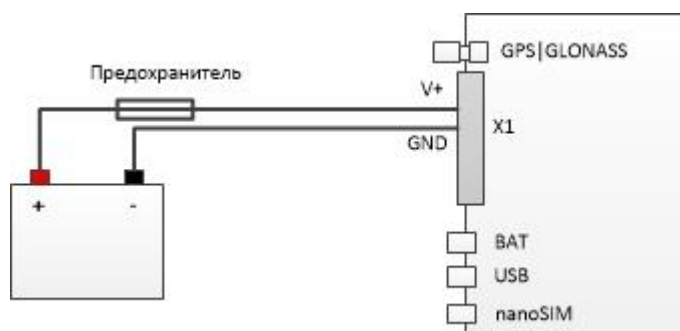 GPS|GLONASS
Предохранитель
V+
X1
GND
+ -
BAT
USB
nanoSIM